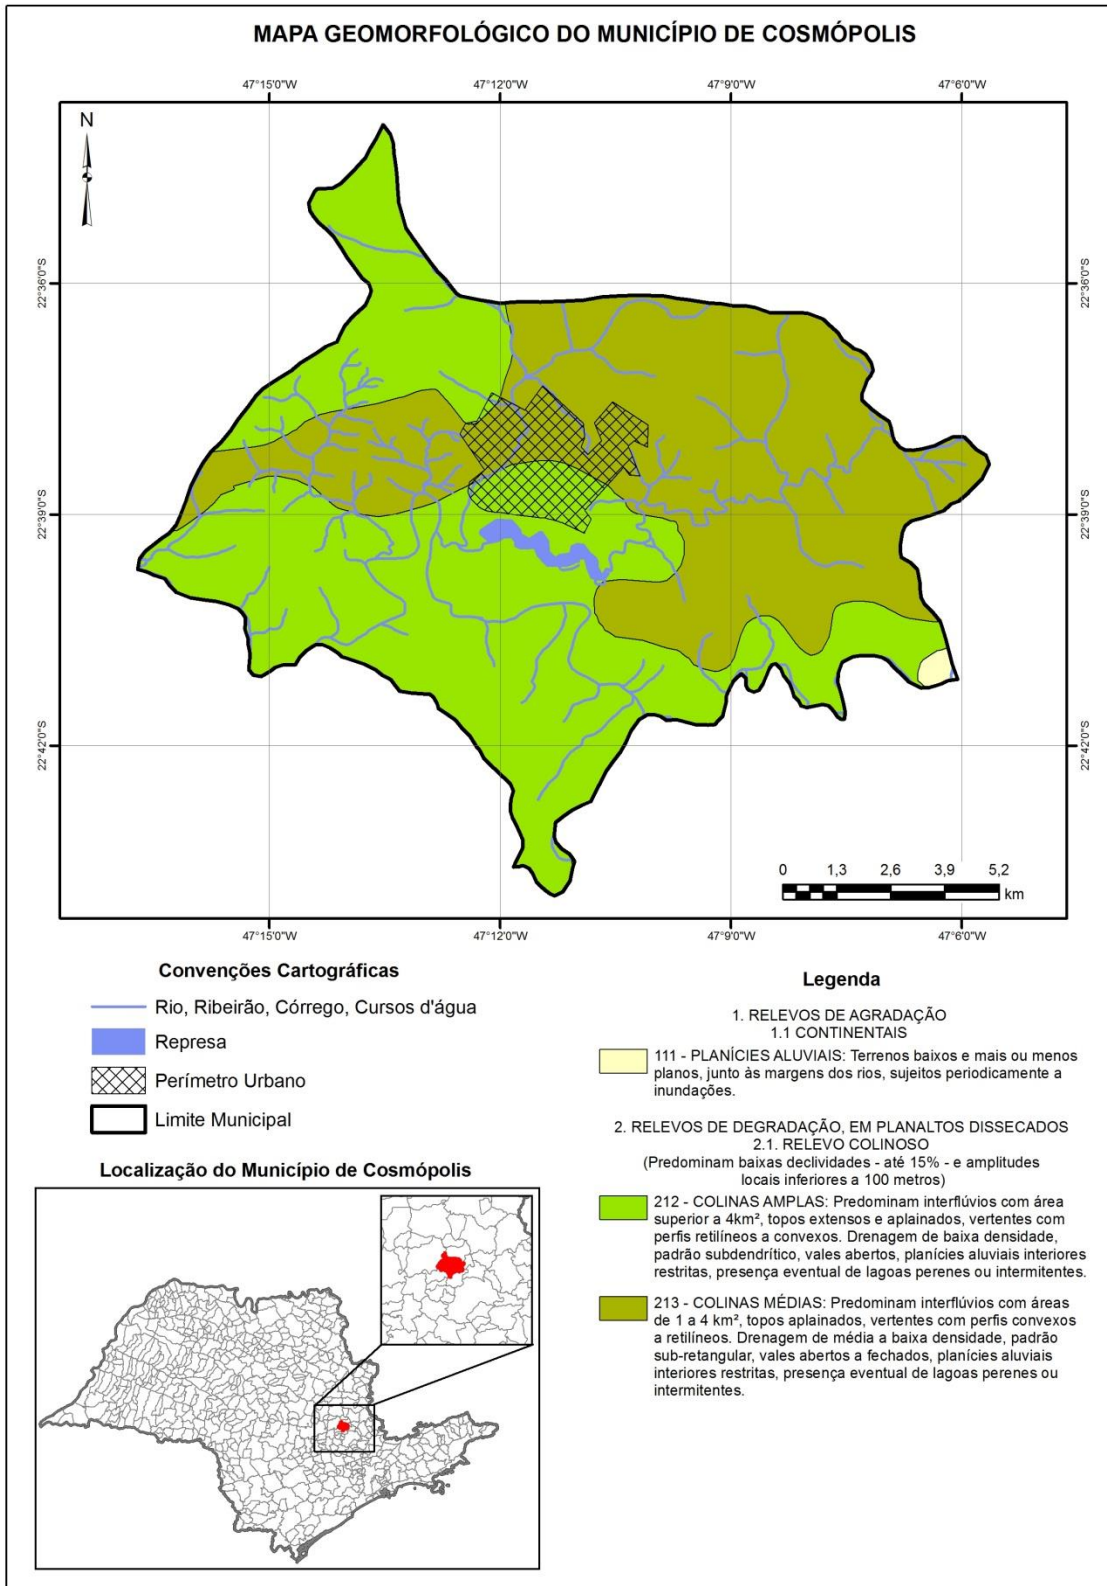 MAPA GEOMORFOLÓGICO DO MUNICÍPIO DE COSMÓPOLIS
47°15'0"W
47°12'0"W
47°9'0"W
47°6'0"W
N
22°36'0"S
22°36'0"S
22°39'0"S
22°39'0"S
22°42'0"S
22°42'0"S
0 1,3 2,6 3,9 5,2
km
47°15'0"W
47°12'0"W
47°9'0"W
47°6'0"W
Convenções Cartográficas
Rio, Ribeirão, Córrego, Cursos d'água
Represa
Perímetro Urbano
Limite Municipal
Localização do Município de Cosmópolis
Legenda
1. RELEVOS DE AGRADAÇÃO
1.1 CONTINENTAIS
111 - PLANÍCIES ALUVIAIS: Terrenos baixos e mais ou menos
planos, junto às margens dos rios, sujeitos periodicamente a
inundações.
2. RELEVOS DE DEGRADAÇÃO, EM PLANALTOS DISSECADOS
2.1. RELEVO COLINOSO
(Predominam baixas declividades - até 15% - e amplitudes
locais inferiores a 100 metros)
212 - COLINAS AMPLAS: Predominam interflúvios com área
superior a 4km², topos extensos e aplainados, vertentes com
perfis retilíneos a convexos. Drenagem de baixa densidade,
padrão subdendrítico, vales abertos, planícies aluviais interiores
restritas, presença eventual de lagoas perenes ou intermitentes.
213 - COLINAS MÉDIAS: Predominam interflúvios com áreas
de 1 a 4 km², topos aplainados, vertentes com perfis convexos
a retilíneos. Drenagem de média a baixa densidade, padrão
sub-retangular, vales abertos a fechados, planícies aluviais
interiores restritas, presença eventual de lagoas perenes ou
intermitentes.